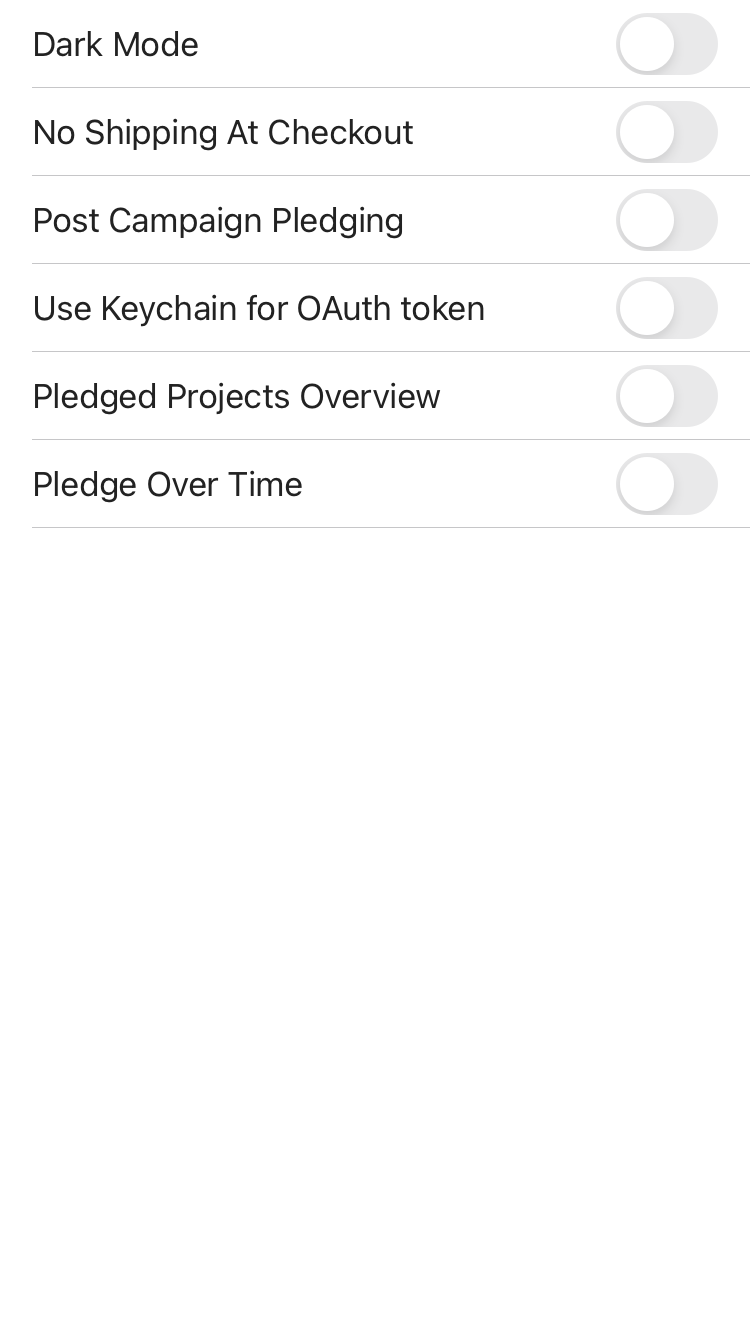 Dark Mode
No Shipping At Checkout
Post Campaign Pledging
Use Keychain for OAuth token
Pledged Projects Overview
Pledge Over Time